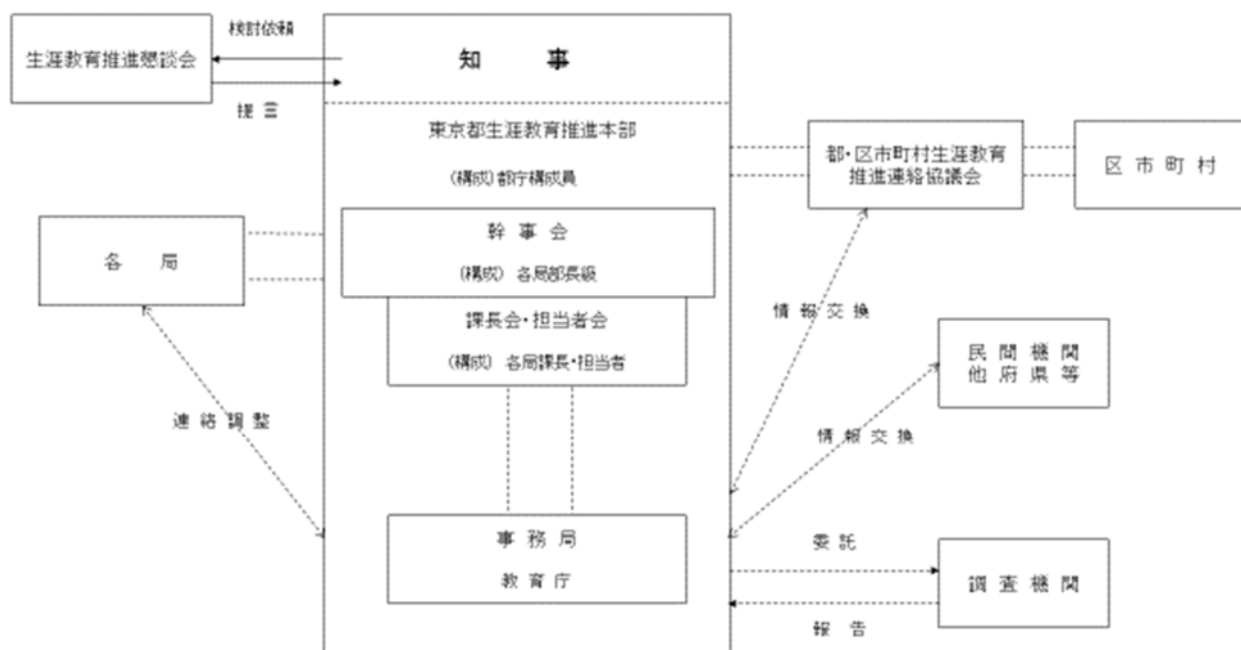 検討依頼
生涯教育推進懇談会
提言
知 事
東京都生涯教育推進本部
(構成)都庁構成員
都・区市町村生涯教育
推進連絡協議会
区市町村
各 局
幹事会
(構成) 各局部長級
課長会・担当者会
(構成) 各局課長・担当者
情報交換
民間機関
他府県等
連絡調整
情報交換
事務局
教育庁
委託
調査機関
報告